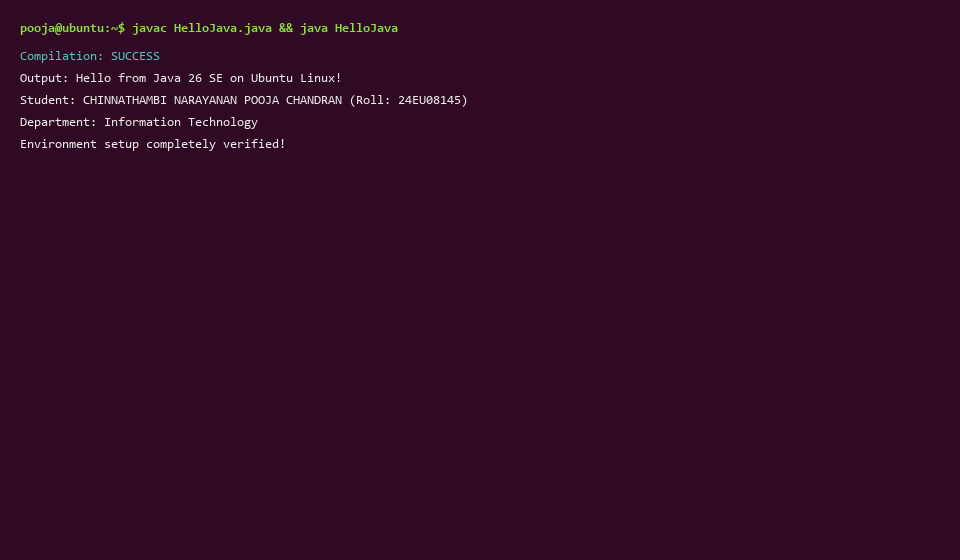 pooja@ubuntu:~$ javac HelloJava.java && java HelloJava
Compilation: SUCCESS
Output: Hello from Java 26 SE on Ubuntu Linux!
Student: CHINNATHAMBI NARAYANAN POOJA CHANDRAN (Roll: 24EU08145)
Department: Information Technology
Environment setup completely verified!